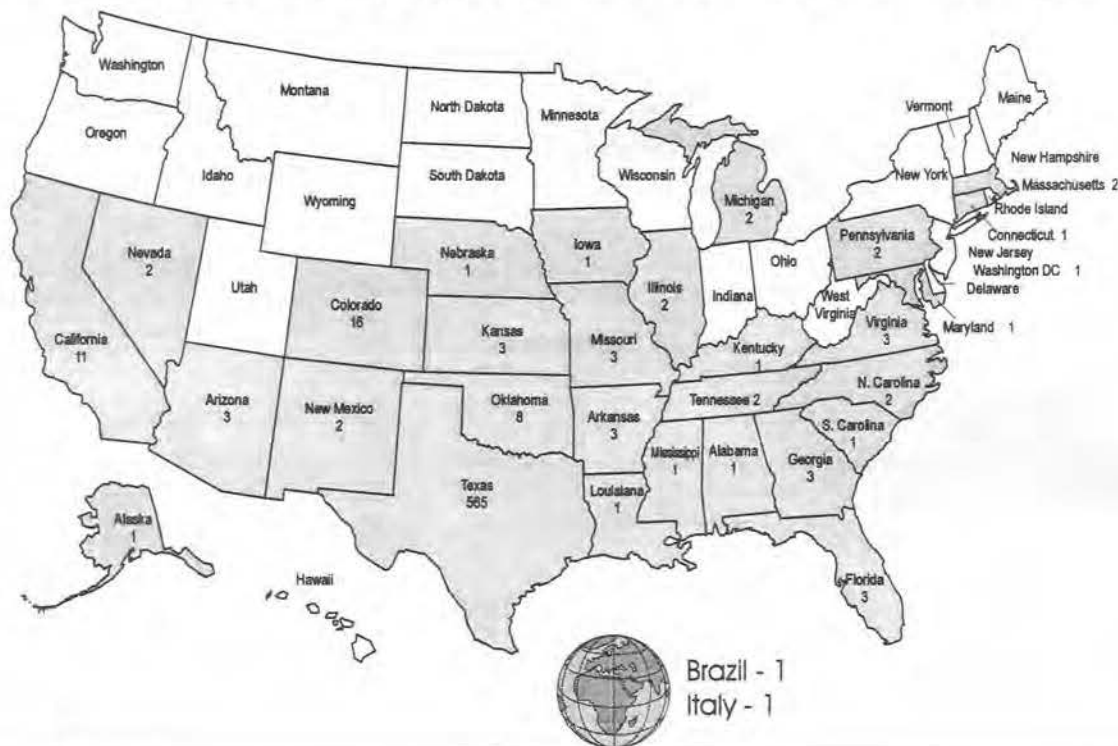 Washington
Montana
North Dakota
Minnesota
Vermont
Maine
Oregon
Idaho
South Dakota
Wisconsin
New York
New Hampshire
Wyoming
Michigan
2
Massachusetts 2
Rhode Island
Connecticut. 1
Nevada
2
Nebraska
1
Iowa
1
Pennsylvania
2
New Jersey
Washington DC 1
Delaware
Utah
Colorado
16
Illinois
2
Indiana
Ohio
West
Virginia
Virginia
3
Maryland 1
California
11
Kansas
3
Missouri
3
Kentucky
1
Arizona
3
New Mexico
2
Oklahoma
8
Arkansas
3
Tennessee 2
N. Carolina
2
S. Carolina
1
Texas
565
Louisiana
1
Mississippi
1
Alabama
1
Georgia
3
Alaska
1
Hawaii
Florida
3
Brazil - 1
Italy - 1